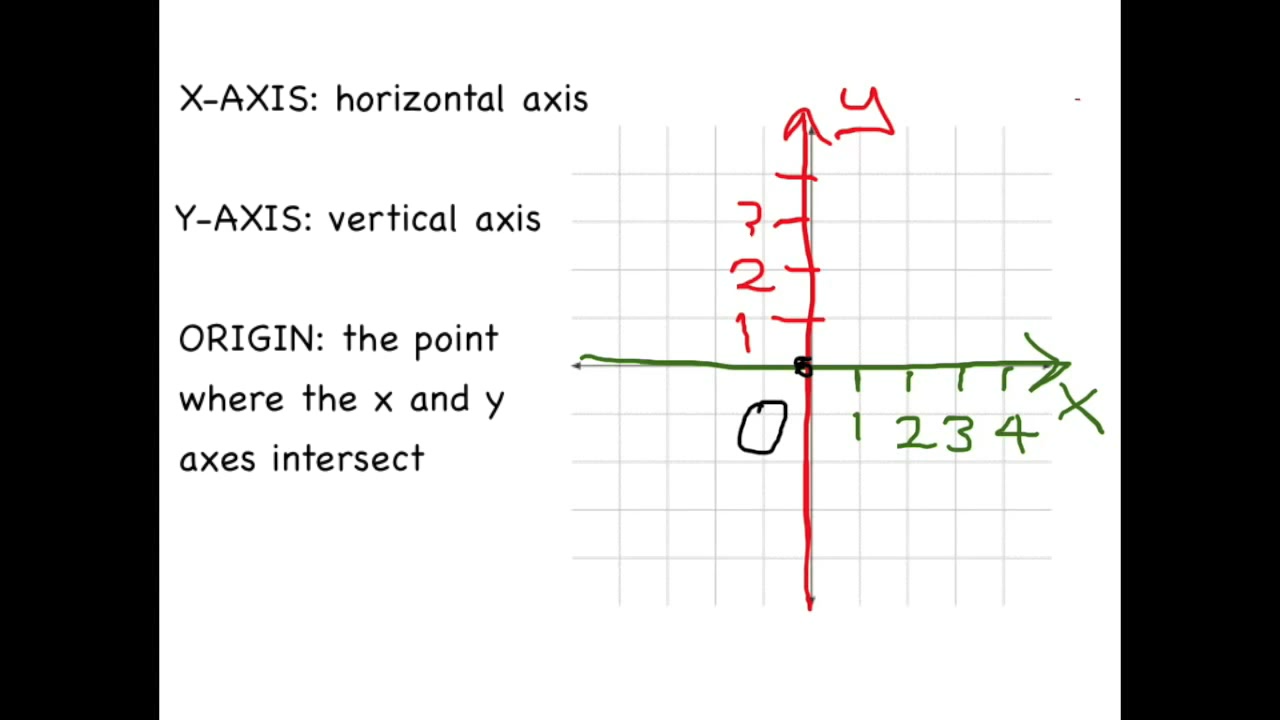 X-AXIS: horizontal axis
Y-AXIS: vertical axis
ORIGIN: the point
where the x and y
axes intersect
y
3
2
1
0
1 2 3 4
X